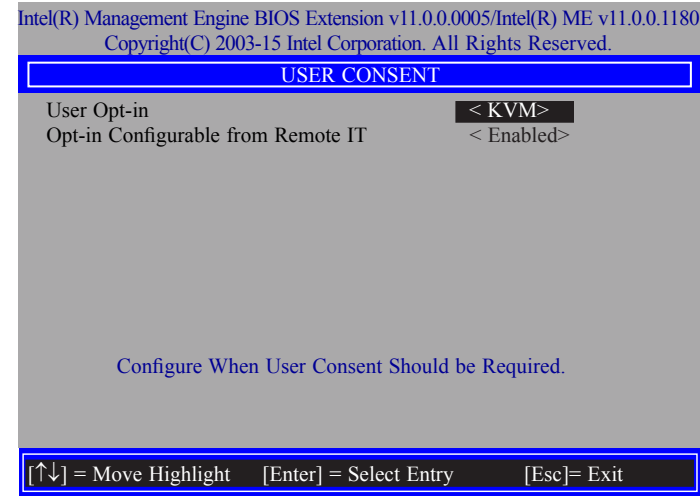 Intel(R) Management Engine BIOS Extension v11.0.0.0005/Intel(R) ME v11.0.0.1180
Copyright(C) 2003-15 Intel Corporation. All Rights Reserved.
USER CONSENT
User Opt-in < KVM>
Opt-in Configurable from Remote IT < Enabled>
Configure When User Consent Should be Required.
[↑↓] = Move Highlight [Enter] = Select Entry [Esc]= Exit